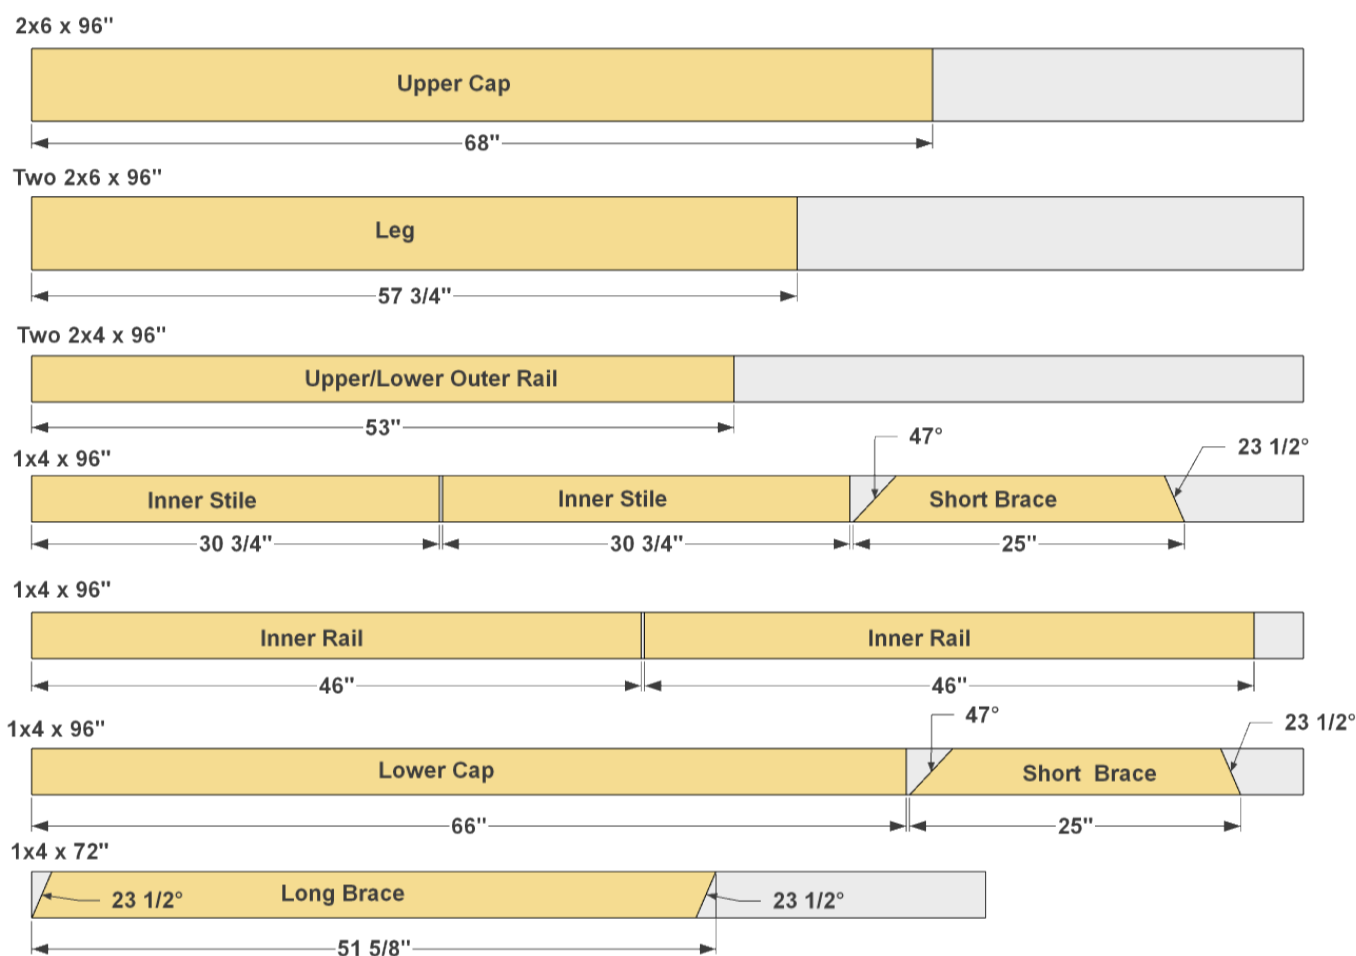 2x6 x 96"
Upper Cap
68"
Two 2x6 x 96"
Leg
57 3/4"
Two 2x4 x 96"
Upper/Lower Outer Rail
53"
47°
23 1/2°
1x4 x 96"
Inner Stile
Inner Stile
Short Brace
30 3/4"
30 3/4"
25"
1x4 x 96"
Inner Rail
Inner Rail
46"
46"
47°
23 1/2°
1x4 x 96"
Lower Cap
Short Brace
66"
25"
1x4 x 72"
23 1/2°
Long Brace
23 1/2°
51 5/8"